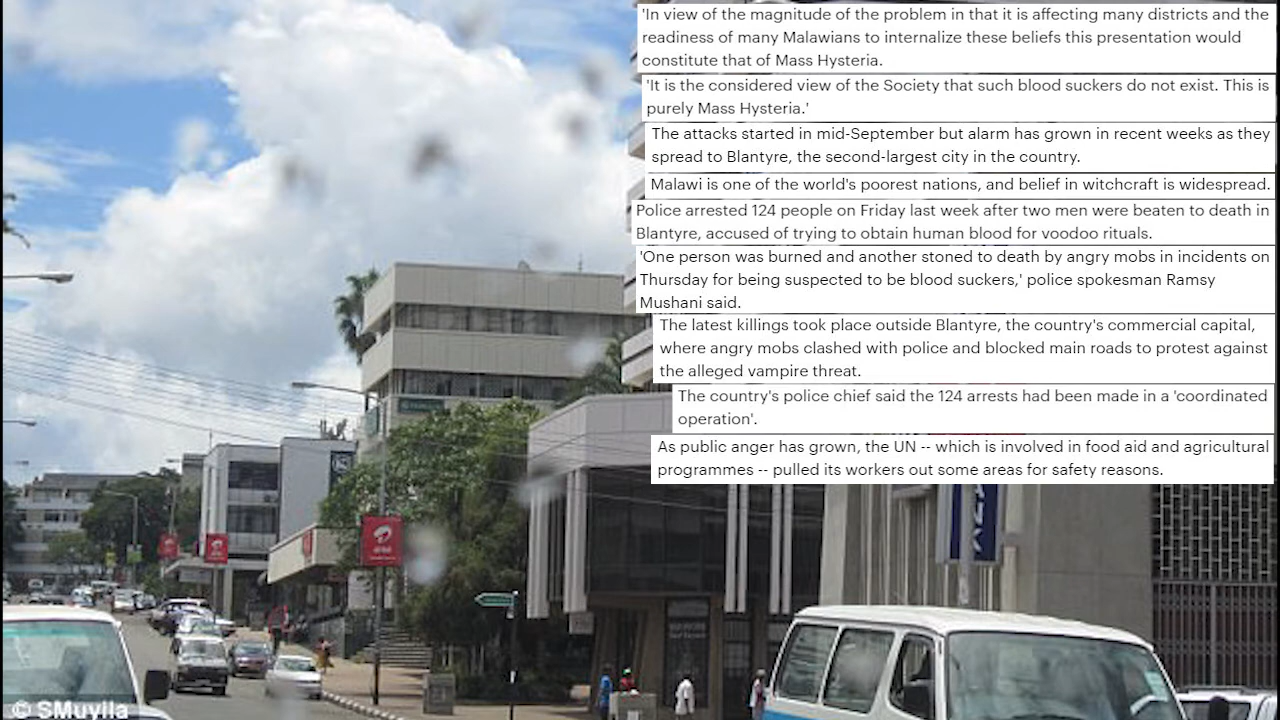 'In view of the magnitude of the problem in that it is affecting many districts and the
readiness of many Malawians to internalize these beliefs this presentation would
constitute that of Mass Hysteria.
'It is the considered view of the Society that such blood suckers do not exist. This is
purely Mass Hysteria.'
The attacks started in mid-September but alarm has grown in recent weeks as they
spread to Blantyre, the second-largest city in the country.
Malawi is one of the world's poorest nations, and belief in witchcraft is widespread.
Police arrested 124 people on Friday last week after two men were beaten to death in
Blantyre, accused of trying to obtain human blood for voodoo rituals.
'One person was burned and another stoned to death by angry mobs in incidents on
Thursday for being suspected to be blood suckers,' police spokesman Ramsy
Mushani said.
The latest killings took place outside Blantyre, the country's commercial capital,
where angry mobs clashed with police and blocked main roads to protest against
the alleged vampire threat.
The country's police chief said the 124 arrests had been made in a 'coordinated
operation'.
As public anger has grown, the UN -- which is involved in food aid and agricultural
programmes -- pulled its workers out some areas for safety reasons.
airtel
© SMuyila